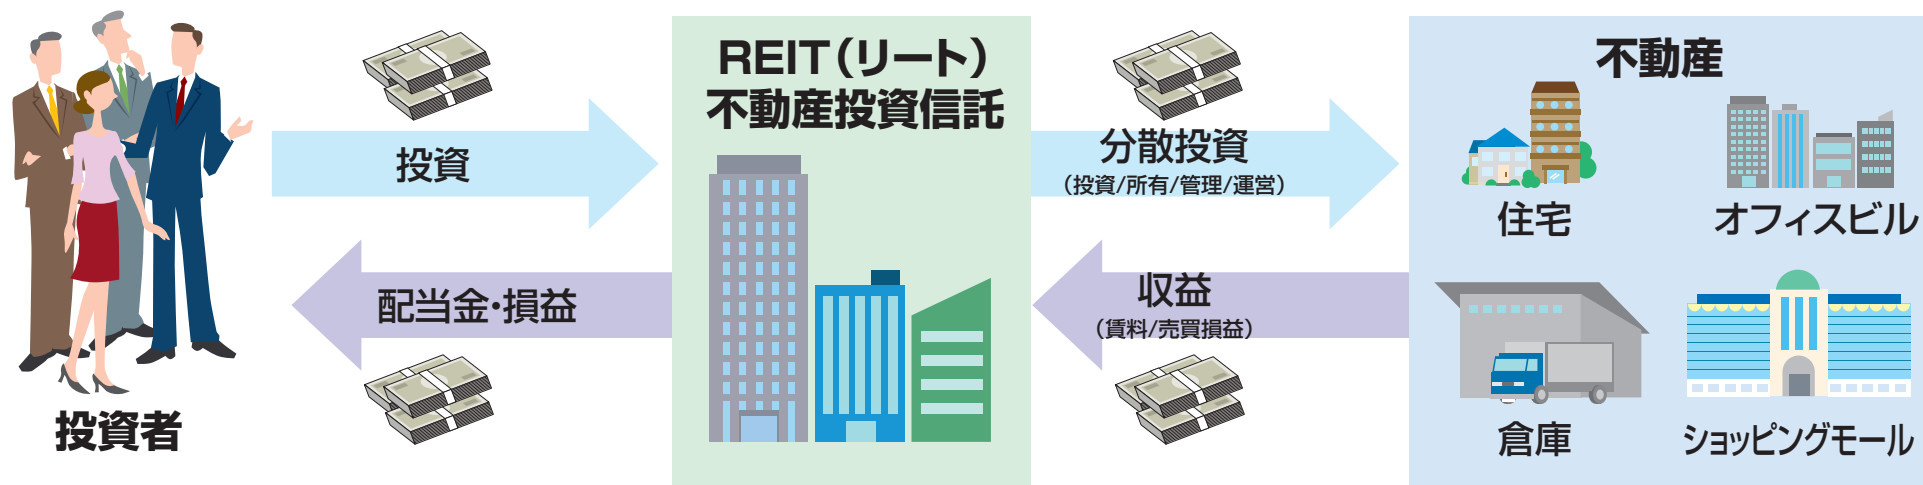 投資者
投資
配当金・損益
REIT（リート）
不動産投資信託
分散投資
（投資/所有/管理/運営）
収益
（賃料/売買損益）
不動産
住宅
オフィスビル
倉庫
ショッピングモール